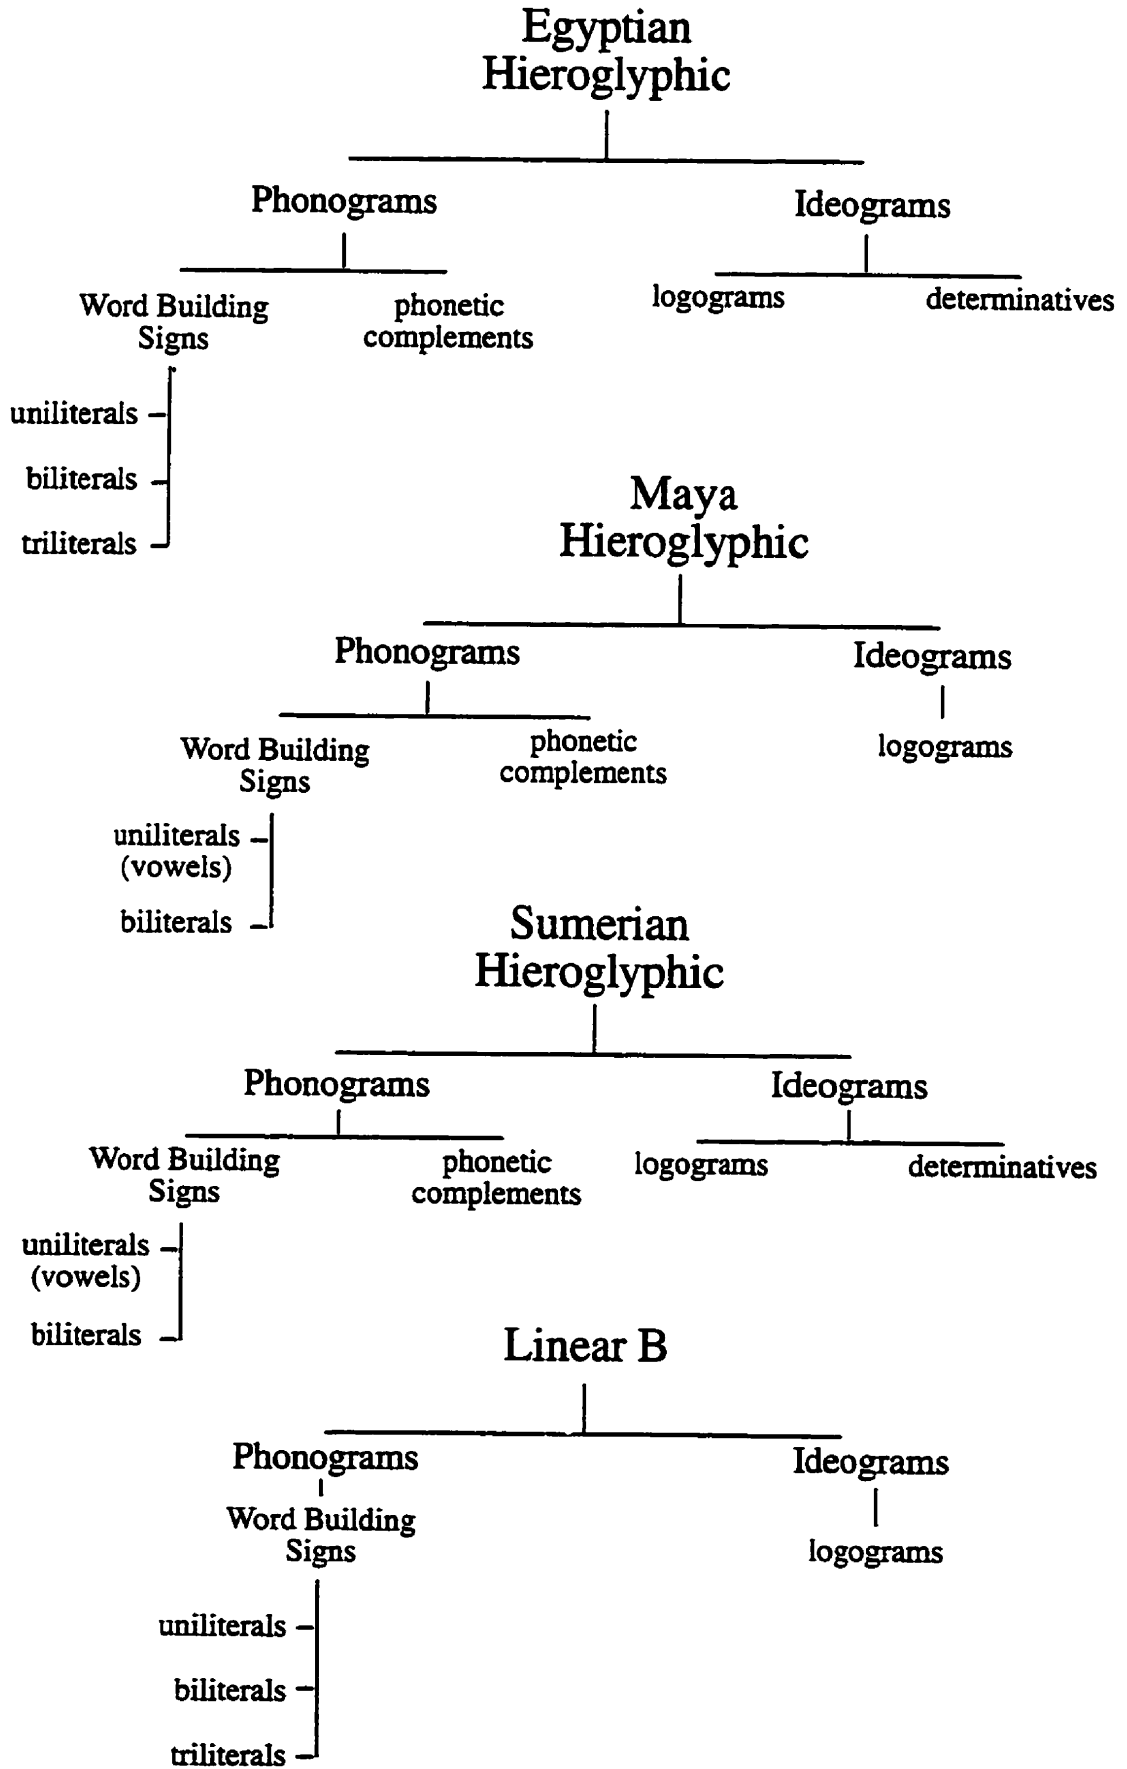 Egyptian
Hieroglyphic
Phonograms
Ideograms
Word Building
Signs
phonetic
complements
logograms
determinatives
uniliterals
biliterals
triliterals
Maya
Hieroglyphic
Phonograms
Ideograms
Word Building
Signs
phonetic
complements
logograms
uniliterals
(vowels)
biliterals
Sumerian
Hieroglyphic
Phonograms
Ideograms
Word Building
Signs
phonetic
complements
logograms
determinatives
uniliterals
(vowels)
biliterals
Linear B
Phonograms
Ideograms
Word Building
Signs
logograms
uniliterals
biliterals
triliterals